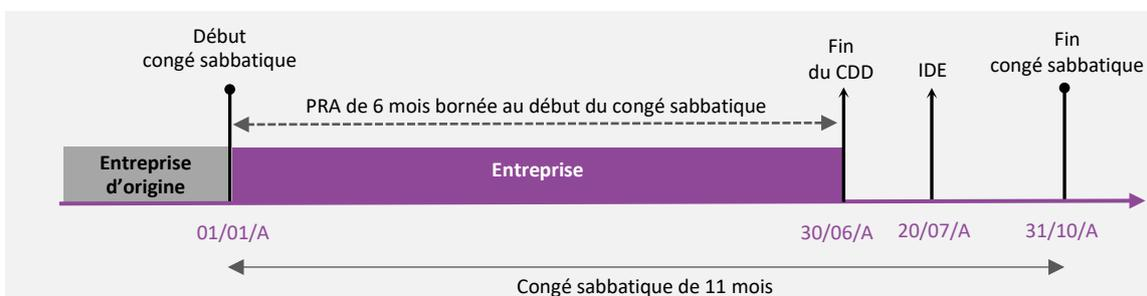 Début
congé sabbatique
Fin
du CDD
IDE
Fin
congé sabbatique
PRA de 6 mois bornée au début du congé sabbatique
Entreprise
d’origine
Entreprise
01/01/A
30/06/A
20/07/A
31/10/A
Congé sabbatique de 11 mois